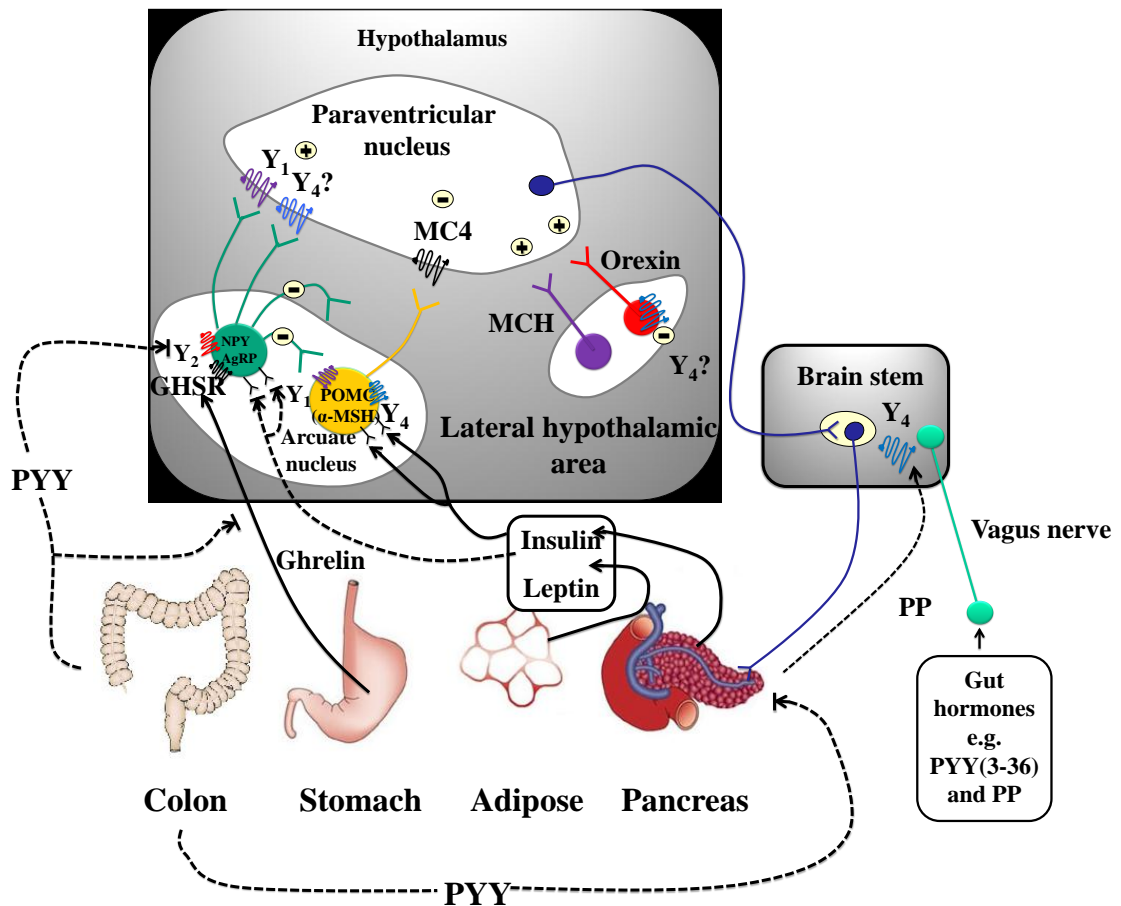 Hypothalamus
Paraventricular
nucleus
Y1
Y4?
MC4
Orexin
MCH
Y4?
NPY
AgRP
Y2
GHSR
Y1
POMC
(α-MSH)
Y4
Arcuate
nucleus
Lateral hypothalamic
area
Brain stem
Y4
PYY
Vagus nerve
Ghrelin
Insulin
Leptin
PP
Gut
hormones
e.g.
PYY(3-36)
and PP
Colon
Stomach
Adipose
Pancreas
PYY